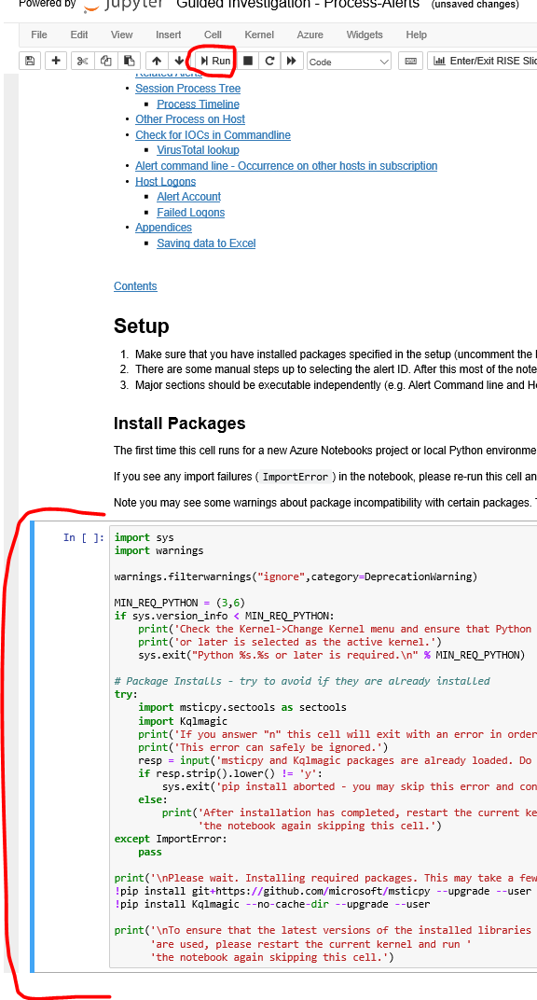 Powered by Jupyter Guided Investigation - Process-Alerts (unsaved changes)
File Edit View Insert Cell Kernel Azure Widgets Help
Run Code Enter/Exit RISE Slid
Related Alerts
Session Process Tree
Process Timeline
Other Process on Host
Check for IOCs in Commandline
VirusTotal lookup
Alert command line - Occurrence on other hosts in subscription
Host Logons
Alert Account
Failed Logons
Appendices
Saving data to Excel
Contents
Setup
1. Make sure that you have installed packages specified in the setup (uncomment the
2. There are some manual steps up to selecting the alert ID. After this most of the note
3. Major sections should be executable independently (e.g. Alert Command line and H
Install Packages
The first time this cell runs for a new Azure Notebooks project or local Python environme
If you see any import failures ( ImportError ) in the notebook, please re-run this cell an
Note you may see some warnings about package incompatibility with certain packages.
In [ ]: import sys
import warnings
warnings.filterwarnings("ignore",category=DeprecationWarning)
MIN_REQ_PYTHON = (3,6)
if sys.version_info < MIN_REQ_PYTHON:
    print('Check the Kernel->Change Kernel menu and ensure that Python
    print('or later is selected as the active kernel.')
    sys.exit("Python %s.%s or later is required.\n" % MIN_REQ_PYTHON)
# Package Installs - try to avoid if they are already installed
try:
    import msticpy.sectools as sectools
    import Kqlmagic
    print('If you answer "n" this cell will exit with an error in order
    print('This error can safely be ignored.')
    resp = input('msticpy and Kqlmagic packages are already loaded. Do
    if resp.strip().lower() != 'y':
        sys.exit('pip install aborted - you may skip this error and con
    else:
        print('After installation has completed, restart the current ke
              'the notebook again skipping this cell.')
except ImportError:
    pass
print('\nPlease wait. Installing required packages. This may take a few
!pip install git+https://github.com/microsoft/msticpy --upgrade --user
!pip install Kqlmagic --no-cache-dir --upgrade --user
print('\nTo ensure that the latest versions of the installed libraries
      'are used, please restart the current kernel and run '
      'the notebook again skipping this cell.')